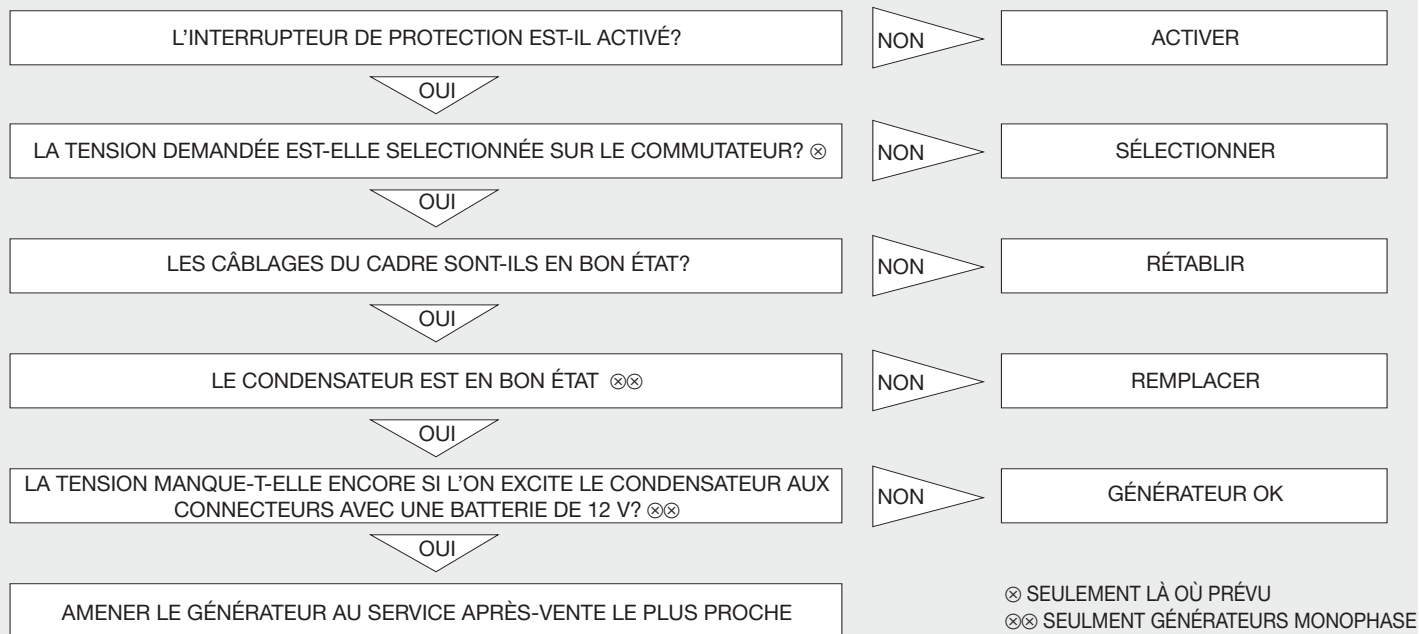 L'INTERRUPTEUR DE PROTECTION EST-IL ACTIVÉ?
NON
ACTIVER
OUI
LA TENSION DEMANDÉE EST-ELLE SELECTIONNÉE SUR LE COMMUTATEUR? ⊗
NON
SÉLECTIONNER
OUI
LES CÂBLAGES DU CADRE SONT-ILS EN BON ÉTAT?
NON
RÉTABLIR
OUI
LE CONDENSATEUR EST EN BON ÉTAT ⊗⊗
NON
REMPLACER
OUI
LA TENSION MANQUE-T-ELLE ENCORE SI L'ON EXCITE LE CONDENSATEUR AUX
CONNECTEURS AVEC UNE BATTERIE DE 12 V? ⊗⊗
NON
GÉNÉRATEUR OK
OUI
AMENER LE GÉNÉRATEUR AU SERVICE APRÈS-VENTE LE PLUS PROCHE
⊗ SEULEMENT LÀ OÙ PRÉVU
⊗⊗ SEULMENT GÉNÉRATEURS MONOPHASE